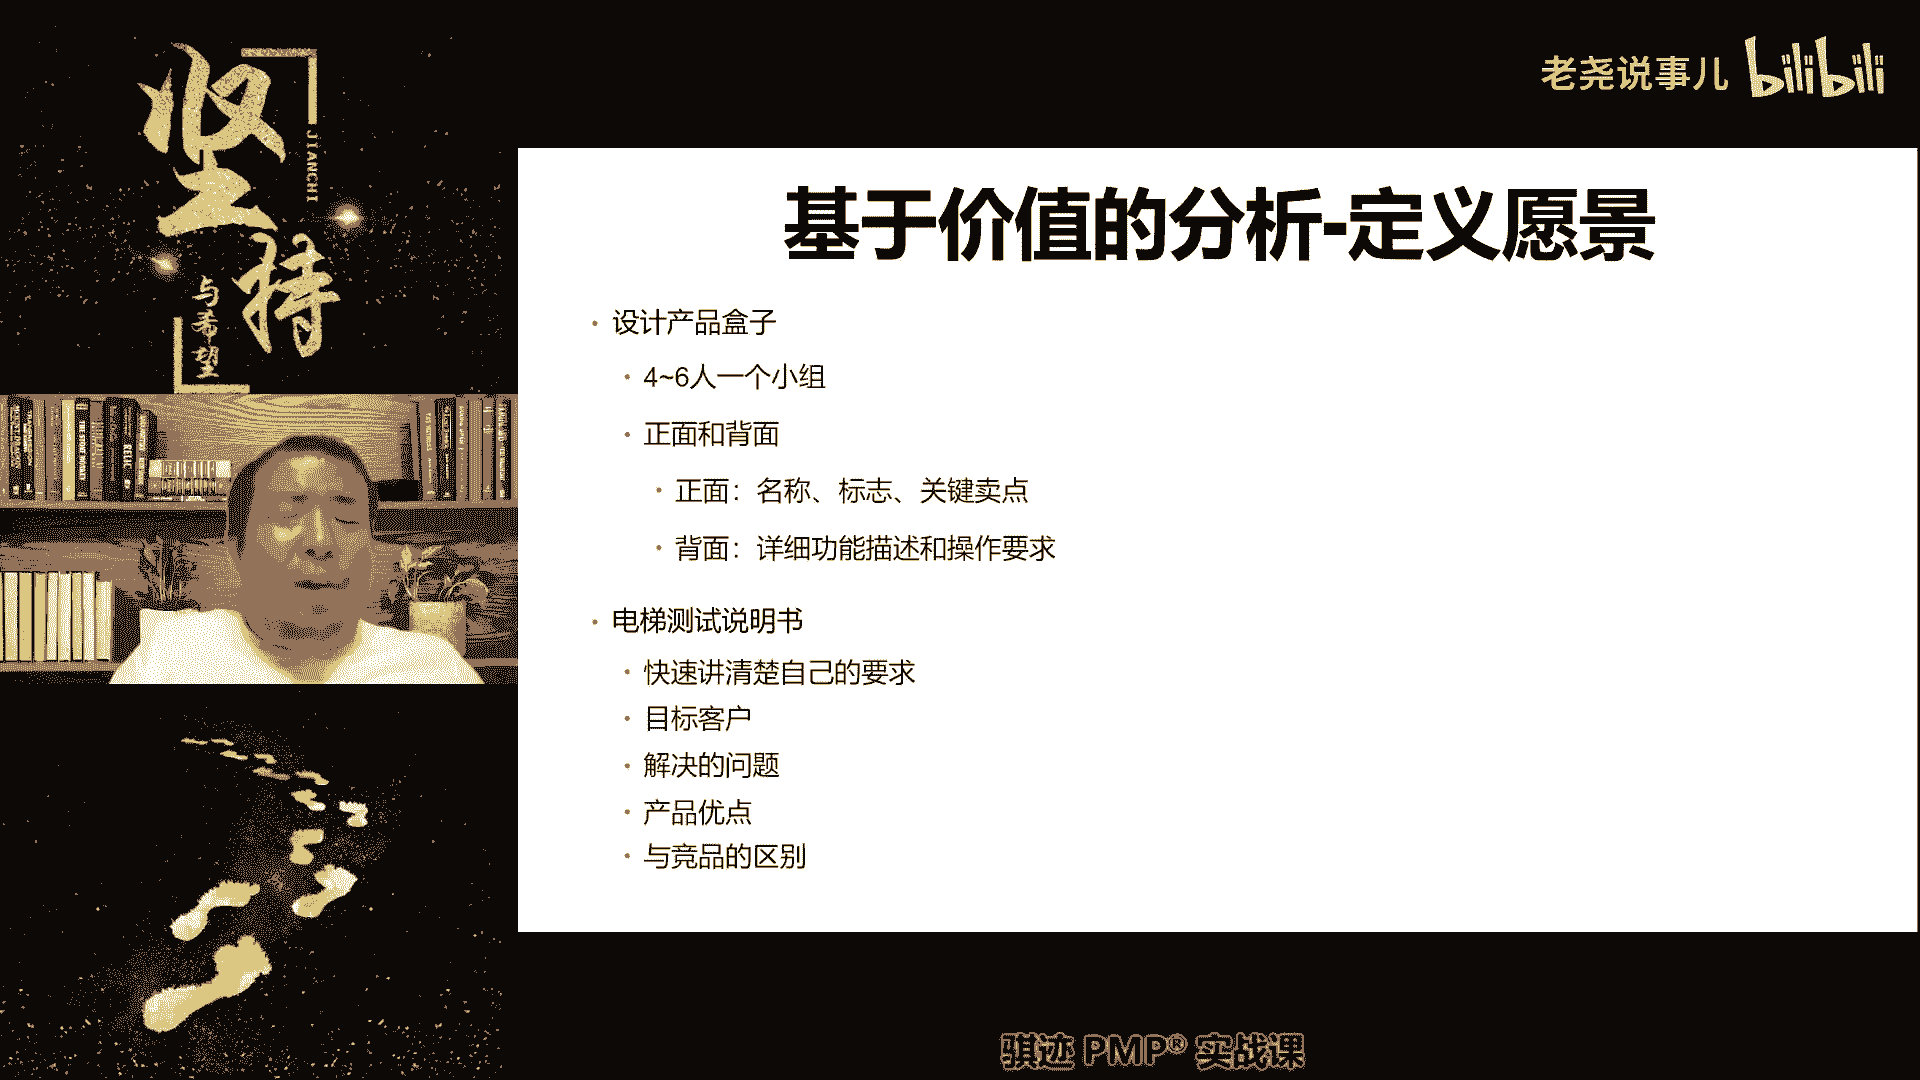 坚持
JIANCHI
与希望
老尧说事儿 bilibili
基于价值的分析-定义愿景
• 设计产品盒子
• 4~6人一个小组
• 正面和背面
• 正面：名称、标志、关键卖点
• 背面：详细功能描述和操作要求
• 电梯测试说明书
• 快速讲清楚自己的要求
• 目标客户
• 解决的问题
• 产品优点
• 与竞品的区别
骐迹 PMP® 实战课